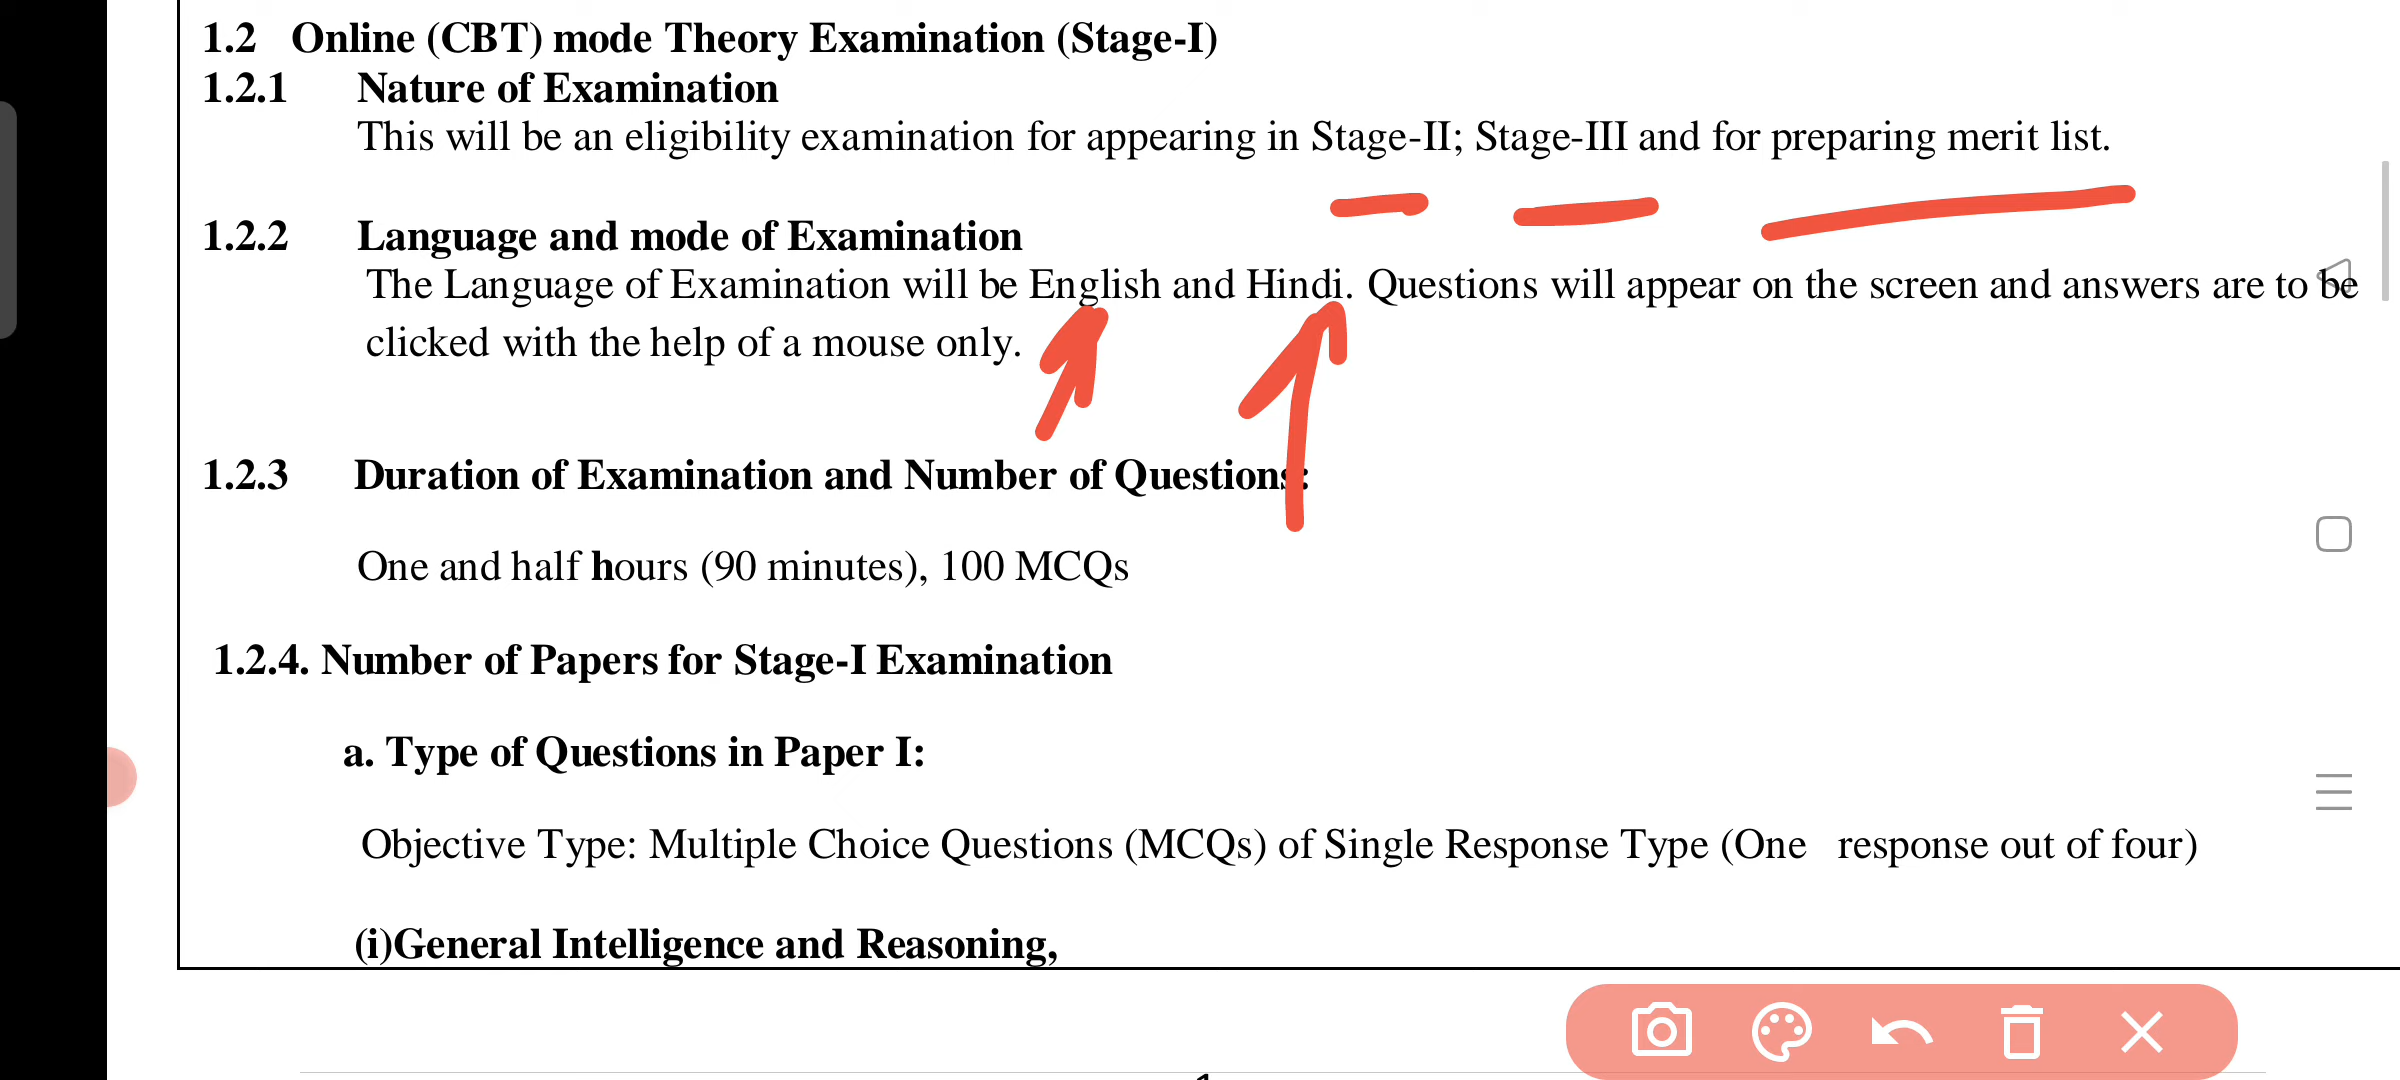 1.2 Online (CBT) mode Theory Examination (Stage-I)
1.2.1 Nature of Examination
This will be an eligibility examination for appearing in Stage-II; Stage-III and for preparing merit list.
1.2.2 Language and mode of Examination
The Language of Examination will be English and Hindi. Questions will appear on the screen and answers are to be
clicked with the help of a mouse only.
1.2.3 Duration of Examination and Number of Questions:
One and half hours (90 minutes), 100 MCQs
1.2.4. Number of Papers for Stage-I Examination
a. Type of Questions in Paper I:
Objective Type: Multiple Choice Questions (MCQs) of Single Response Type (One response out of four)
(i)General Intelligence and Reasoning,